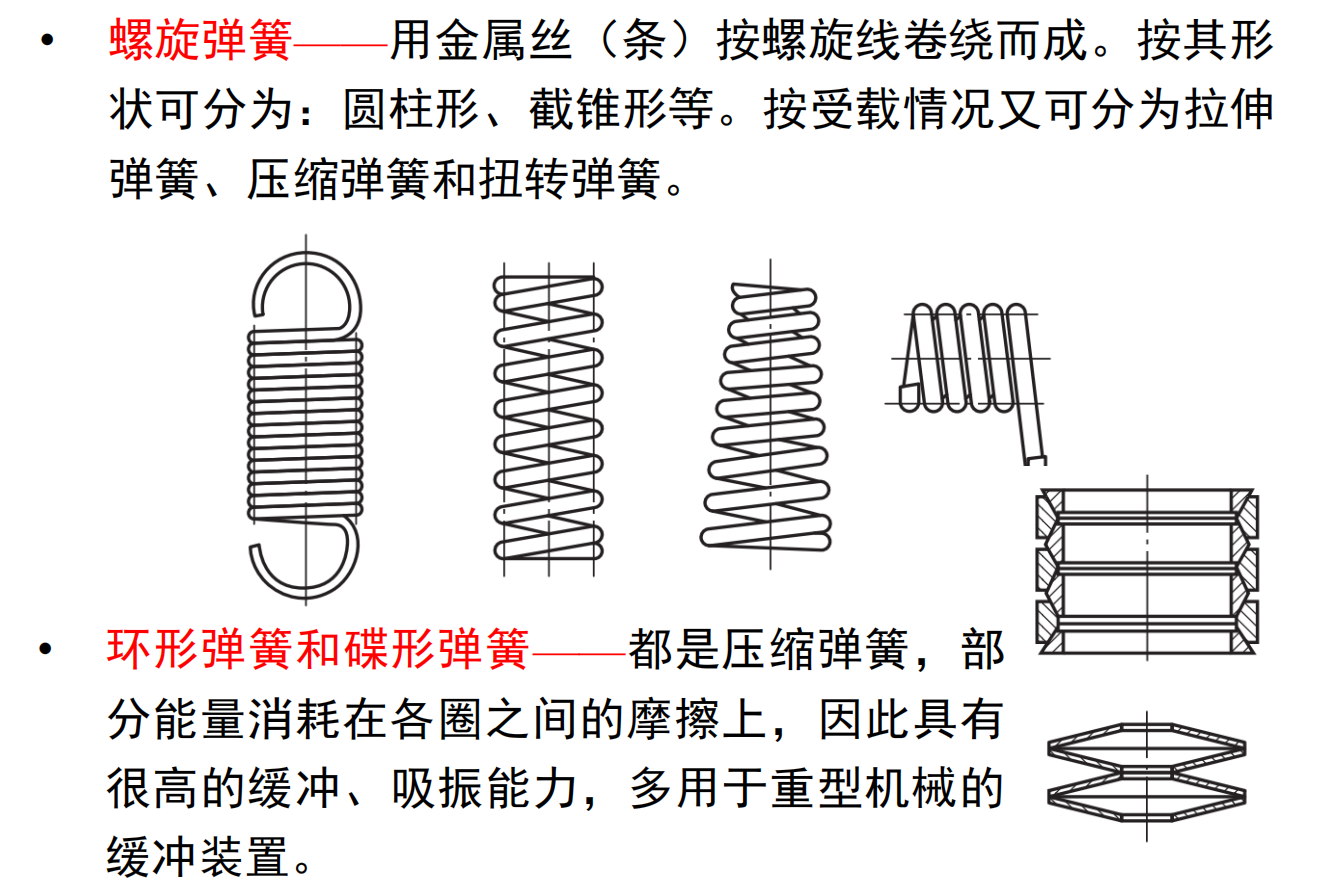 • 螺旋弹簧——用金属丝（条）按螺旋线卷绕而成。按其形
状可分为：圆柱形、截锥形等。按受载情况又可分为拉伸
弹簧、压缩弹簧和扭转弹簧。
• 环形弹簧和碟形弹簧——都是压缩弹簧，部
分能量消耗在各圈之间的摩擦上，因此具有
很高的缓冲、吸振能力，多用于重型机械的
缓冲装置。